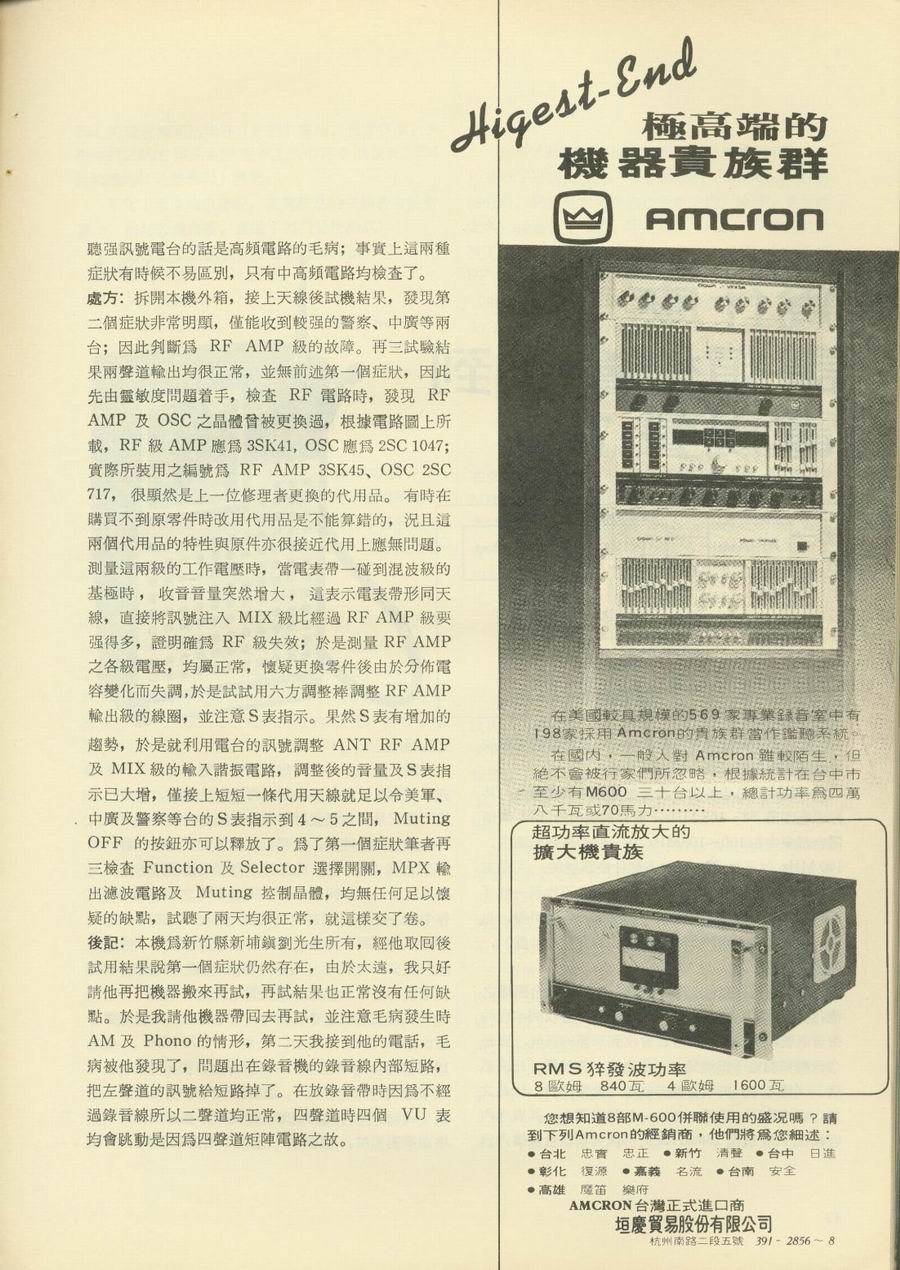 聽强訊號電台的話是高頻電路的毛病；事實上這兩種
症狀有時候不易區別，只有中高頻電路均檢查了。
處方：拆開本機外箱，接上天線後試機結果，發現第
二個症狀非常明顯，僅能收到較强的警察、中廣等兩
台；因此判斷爲 RF AMP 級的故障。再三試驗結
果兩聲道輸出均很正常，並無前述第一個症狀，因此
先由靈敏度問題着手，檢查 RF 電路時，發現 RF
AMP 及 OSC 之晶體曾被更換過，根據電路圖上所
載，RF 級 AMP 應爲 3SK41, OSC 應爲 2SC 1047；
實際所裝用之編號爲 RF AMP 3SK45、OSC 2SC
717， 很顯然是上一位修理者更換的代用品。 有時在
購買不到原零件時改用代用品是不能算錯的，況且這
兩個代用品的特性與原件亦很接近代用上應無問題。
測量這兩級的工作電壓時，當電表帶一碰到混波級的
基極時， 收音音量突然增大， 這表示電表帶形同天
線，直接將訊號注入 MIX 級比經過 RF AMP 級要
强得多，證明確爲 RF 級失效；於是測量 RF AMP
之各級電壓，均屬正常，懷疑更換零件後由於分佈電
容變化而失調，於是試試用六方調整棒調整 RF AMP
輸出級的線圈，並注意S表指示。果然S表有增加的
趨勢，於是就利用電台的訊號調整 ANT RF AMP
及 MIX 級的輸入諧振電路， 調整後的音量及S表指
示已大增，僅接上短短一條代用天線就足以令美軍、
中廣及警察等台的S表指示到4～5之間， Muting
OFF 的按鈕亦可以釋放了。爲了第一個症狀筆者再
三檢查 Function 及 Selector 選擇開關，MPX 輸
出濾波電路及 Muting 控制晶體，均無任何足以懷
疑的缺點，試聽了兩天均很正常，就這樣交了卷。
後記：本機爲新竹縣新埔鎭劉光生所有，經他取回後
試用結果說第一個症狀仍然存在，由於太遠，我只好
請他再把機器搬來再試，再試結果也正常沒有任何缺
點。於是我請他機器帶回去再試，並注意毛病發生時
AM 及 Phono 的情形，第二天我接到他的電話，毛
病被他發現了，問題出在錄音機的錄音線內部短路，
把左聲道的訊號給短路掉了。在放錄音帶時因爲不經
過錄音線所以二聲道均正常，四聲道時四個 VU 表
均會跳動是因爲四聲道矩陣電路之故。
Higest-End
極高端的
機器貴族群
AMCRON
在美國較具規模的569家專業録音室中有
198家採用Amcron的貴族群當作鑑聽系統。
在國內，一般人對 Amcron 雖較陌生，但
絶不會被行家們所忽略，根據統計在台中市
至少有M600 三十台以上，總計功率爲四萬
八千瓦或70馬力………
超功率直流放大的
擴大機貴族
RMS猝發波功率
8歐姆 840瓦 4歐姆 1600瓦
您想知道8部M-600併聯使用的盛况嗎？請
到下列Amcron的經銷商，他們將爲您細述：
●台北 忠實 忠正 ●新竹 清聲 ●台中 日進
●彰化 復源 ●嘉義 名流 ●台南 安全
●高雄 魔笛 樂府
AMCRON台灣正式進口商
垣慶貿易股份有限公司
杭州南路二段五號 391-2856～8